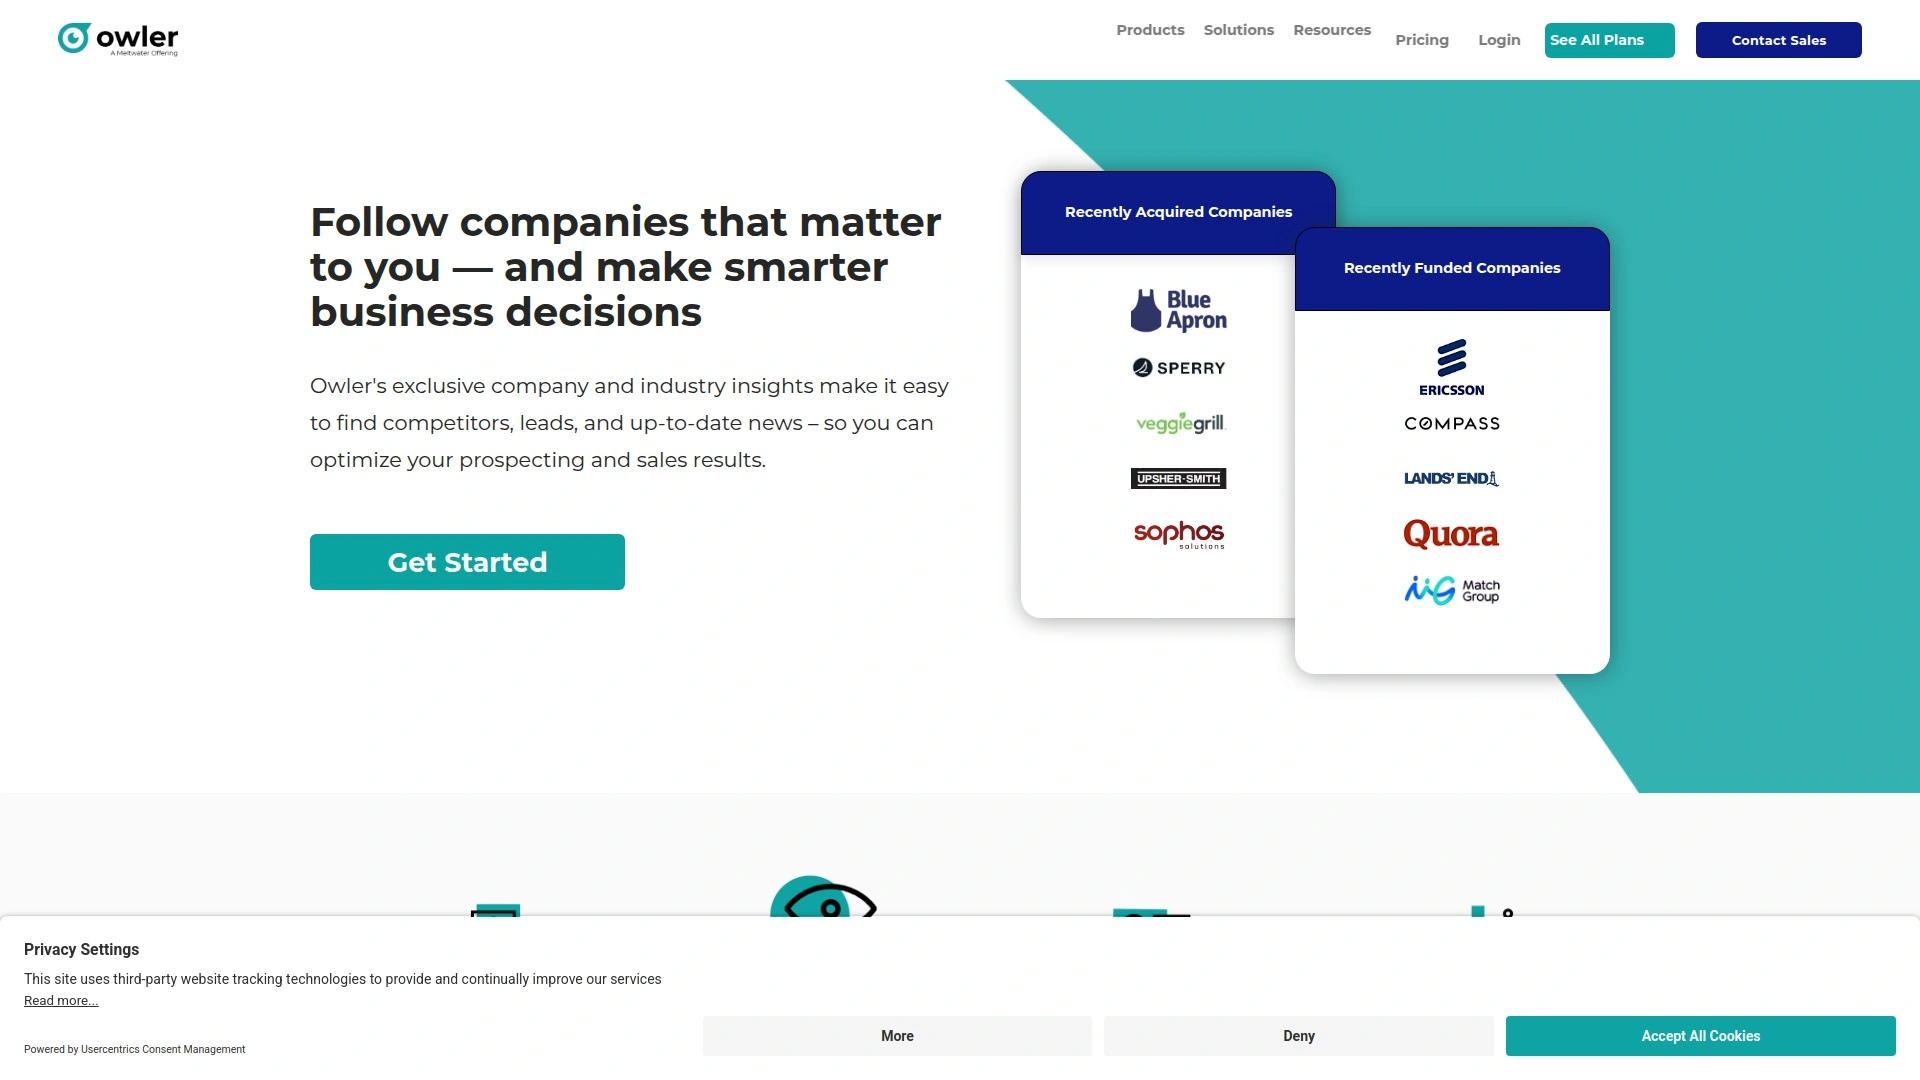 owler
A Meltwater Offering
Products
Solutions
Resources
Pricing
Login
See All Plans
Contact Sales
Follow companies that matter
to you — and make smarter
business decisions
Owler's exclusive company and industry insights make it easy
to find competitors, leads, and up-to-date news – so you can
optimize your prospecting and sales results.
Get Started
Recently Acquired Companies
Blue
Apron
SPERRY
veggiegrill
UPSHER-SMITH
sophos
solutions
Recently Funded Companies
ERICSSON
COMPASS
LANDS' END
Quora
Match
Group
Privacy Settings
This site uses third-party website tracking technologies to provide and continually improve our services
Read more...
Powered by Usercentrics Consent Management
More
Deny
Accept All Cookies